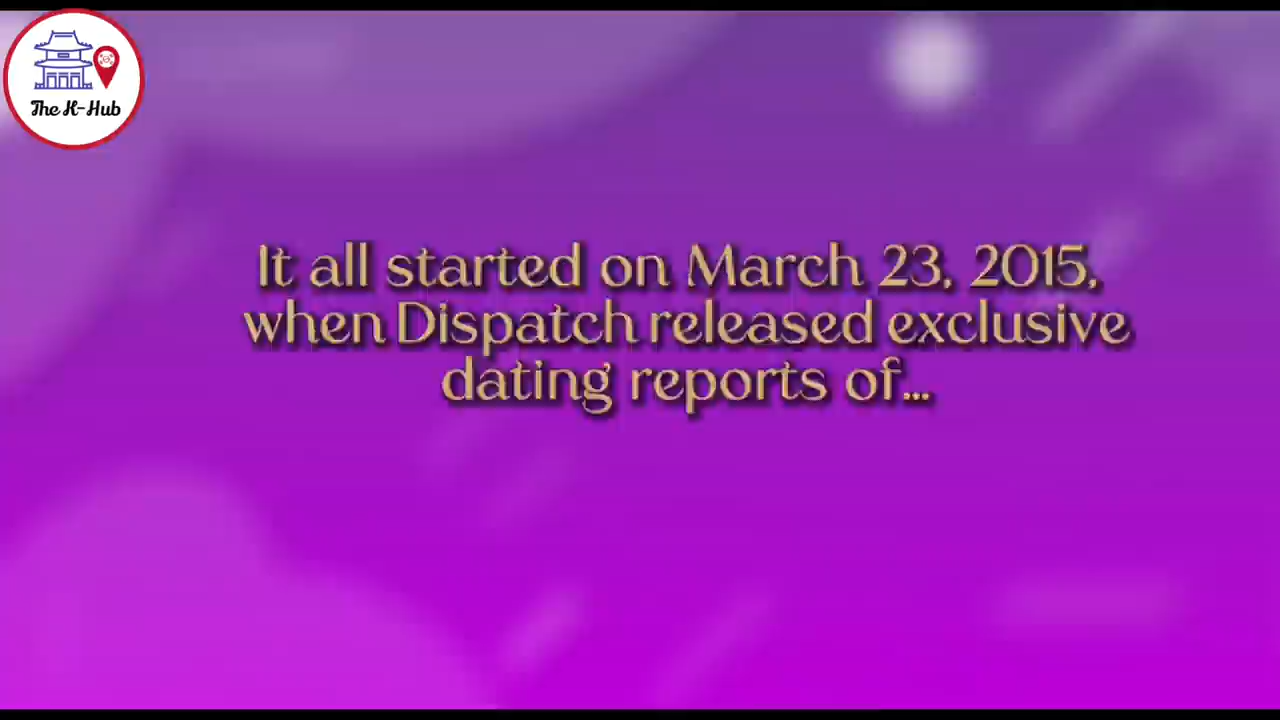 The K-Hub
It all started on March 23, 2015,
when Dispatch released exclusive
dating reports of...